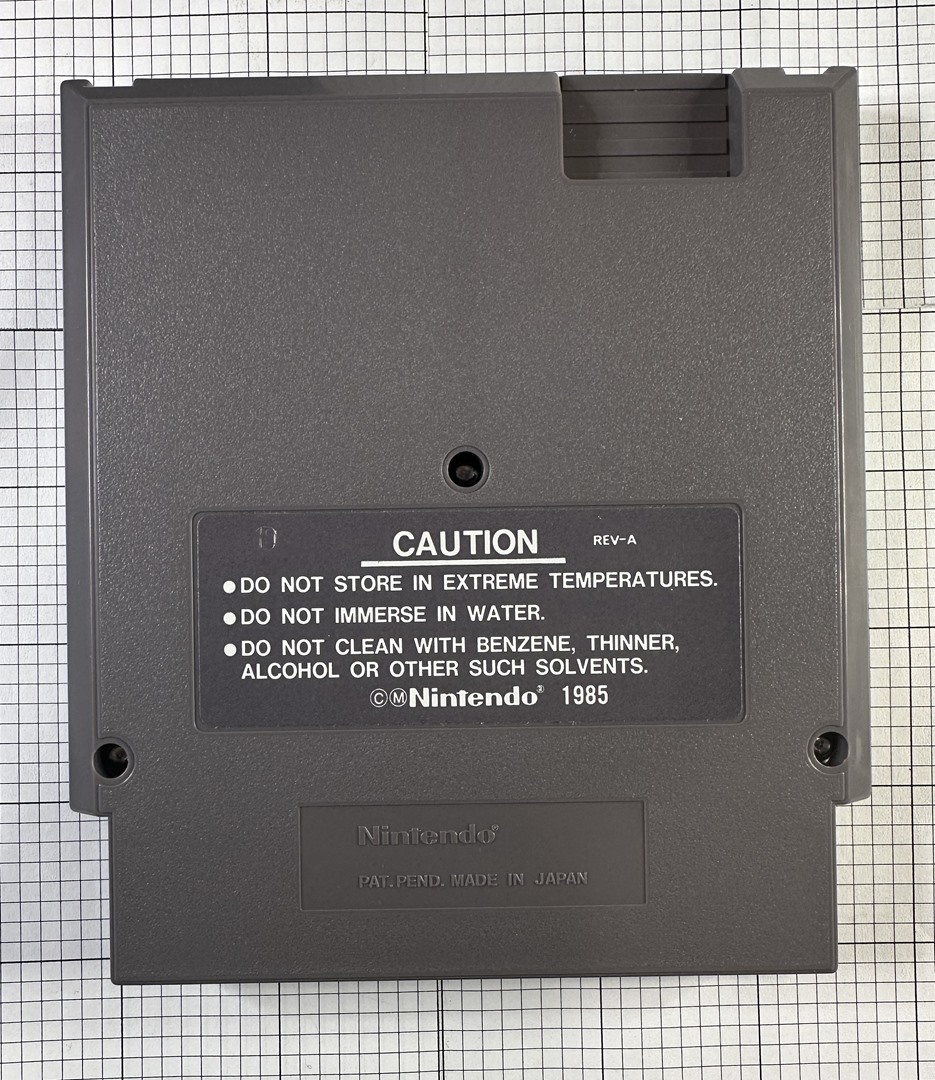 CAUTION REV-A
●DO NOT STORE IN EXTREME TEMPERATURES.
●DO NOT IMMERSE IN WATER.
●DO NOT CLEAN WITH BENZENE, THINNER,
ALCOHOL OR OTHER SUCH SOLVENTS.
©ⓂNintendo® 1985
Nintendo®
PAT. PEND. MADE IN JAPAN